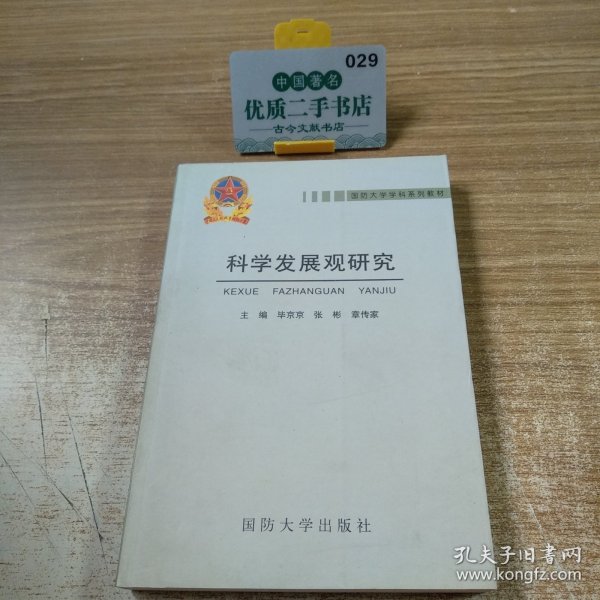 029
中国著名
优质二手书店
古今文献书店
国防大学学科系列教材
科学发展观研究
KEXUE FAZHANGUAN YANJIU
主 编 毕京京 张 彬 章传家
国防大学出版社
孔夫子旧书网
www.kongfz.com